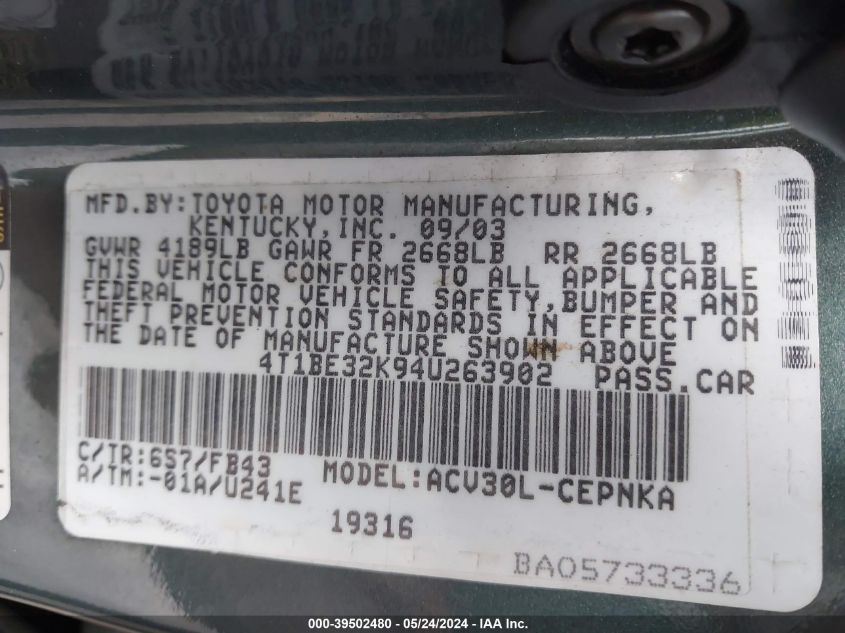 MFD.BY:TOYOTA MOTOR MANUFACTURING,
KENTUCKY,INC. 09/03
GVWR 4189LB GAWR FR 2668LB RR 2668LB
THIS VEHICLE CONFORMS TO ALL APPLICABLE
FEDERAL MOTOR VEHICLE SAFETY,BUMPER AND
THEFT PREVENTION STANDARDS IN EFFECT ON
THE DATE OF MANUFACTURE SHOWN ABOVE
4T1BE32K94U263902 PASS.CAR
C/TR:6S7/FB43 MODEL:ACV30L-CEPNKA
A/TM:-01A/U241E
19316
BA05733336
000-39502480 - 05/24/2024 - IAAI - Copart